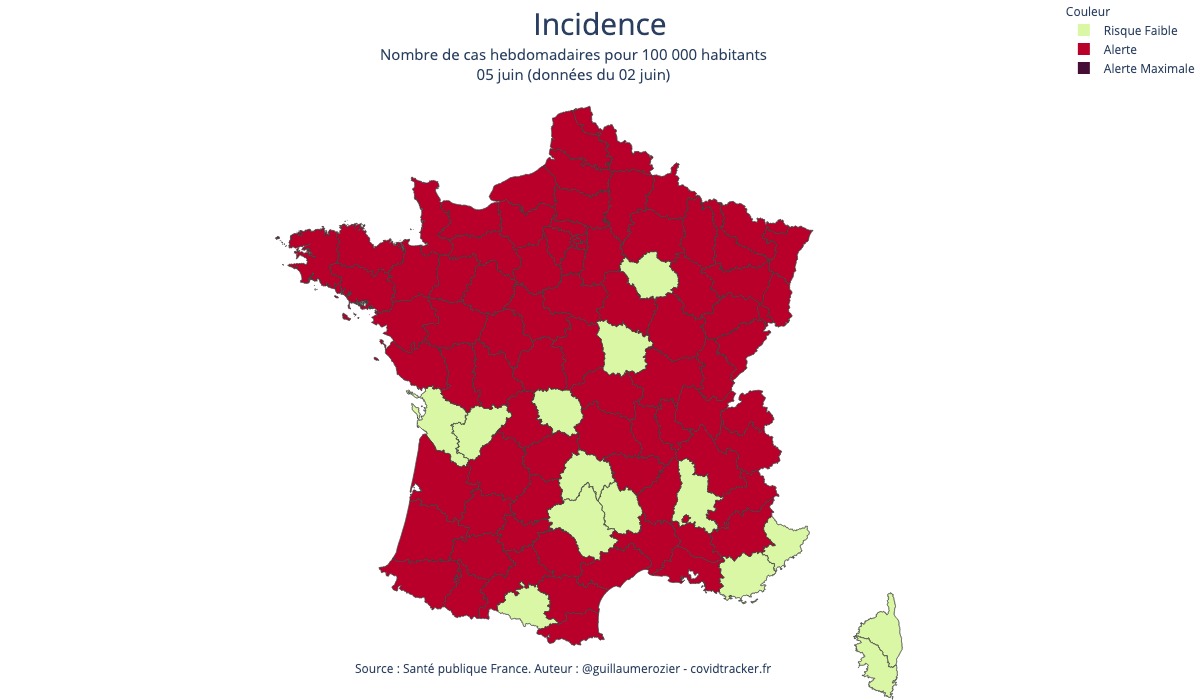 Incidence
Nombre de cas hebdomadaires pour 100 000 habitants
05 juin (données du 02 juin)
Couleur
Risque Faible
Alerte
Alerte Maximale
Source : Santé publique France. Auteur : @guillaumerozier - covidtracker.fr